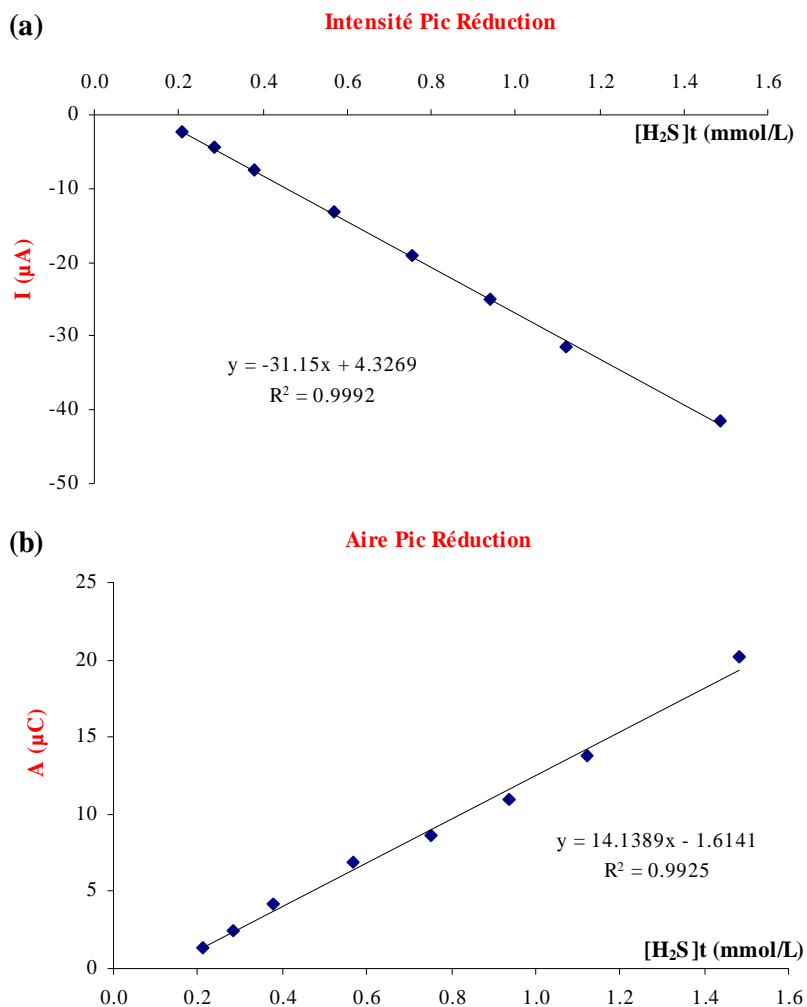 (a)
Intensité Pic Réduction
0.0 0.2 0.4 0.6 0.8 1.0 1.2 1.4 1.6
0
[H₂S]t (mmol/L)
-10
-20
-30
-40
-50
I (µA)
y = -31.15x + 4.3269
R² = 0.9992
(b)
Aire Pic Réduction
25
20
15
10
5
0
A (µC)
y = 14.1389x - 1.6141
R² = 0.9925
[H₂S]t (mmol/L)
0.0 0.2 0.4 0.6 0.8 1.0 1.2 1.4 1.6